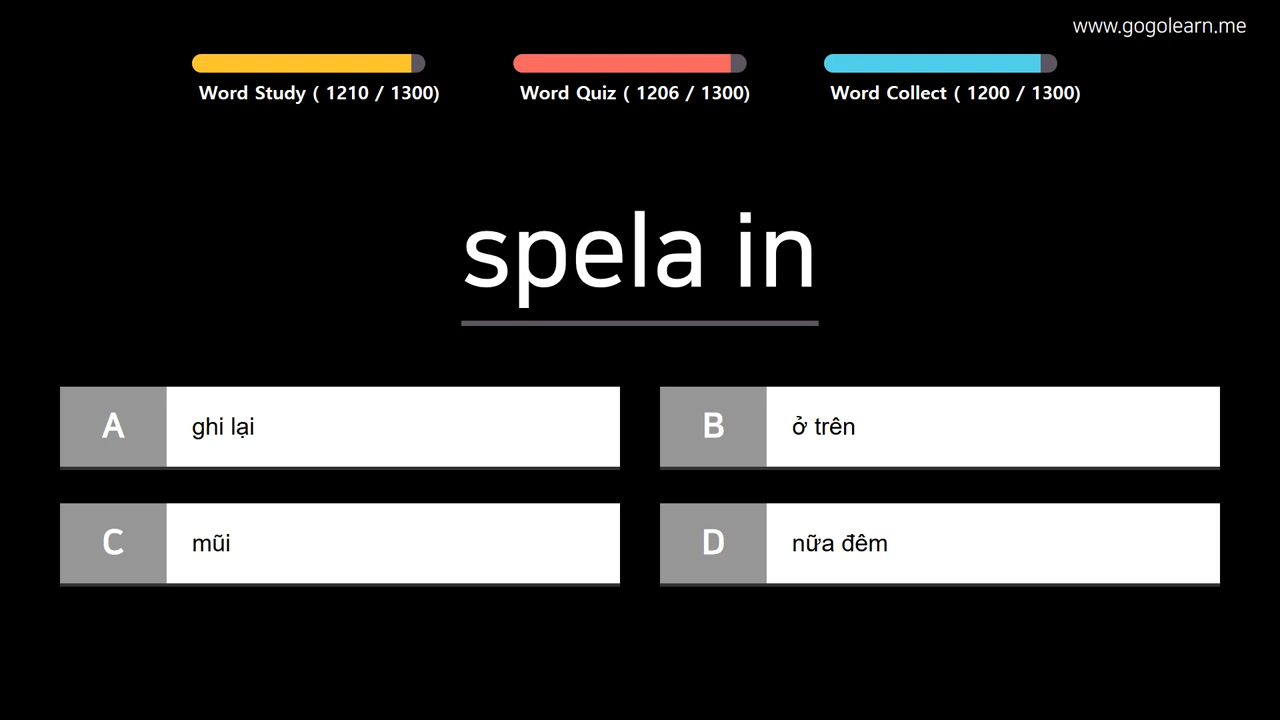 www.gogolearn.me
Word Study ( 1210 / 1300)
Word Quiz ( 1206 / 1300)
Word Collect ( 1200 / 1300)
spela in
A
ghi lại
B
ở trên
C
mũi
D
nữa đêm